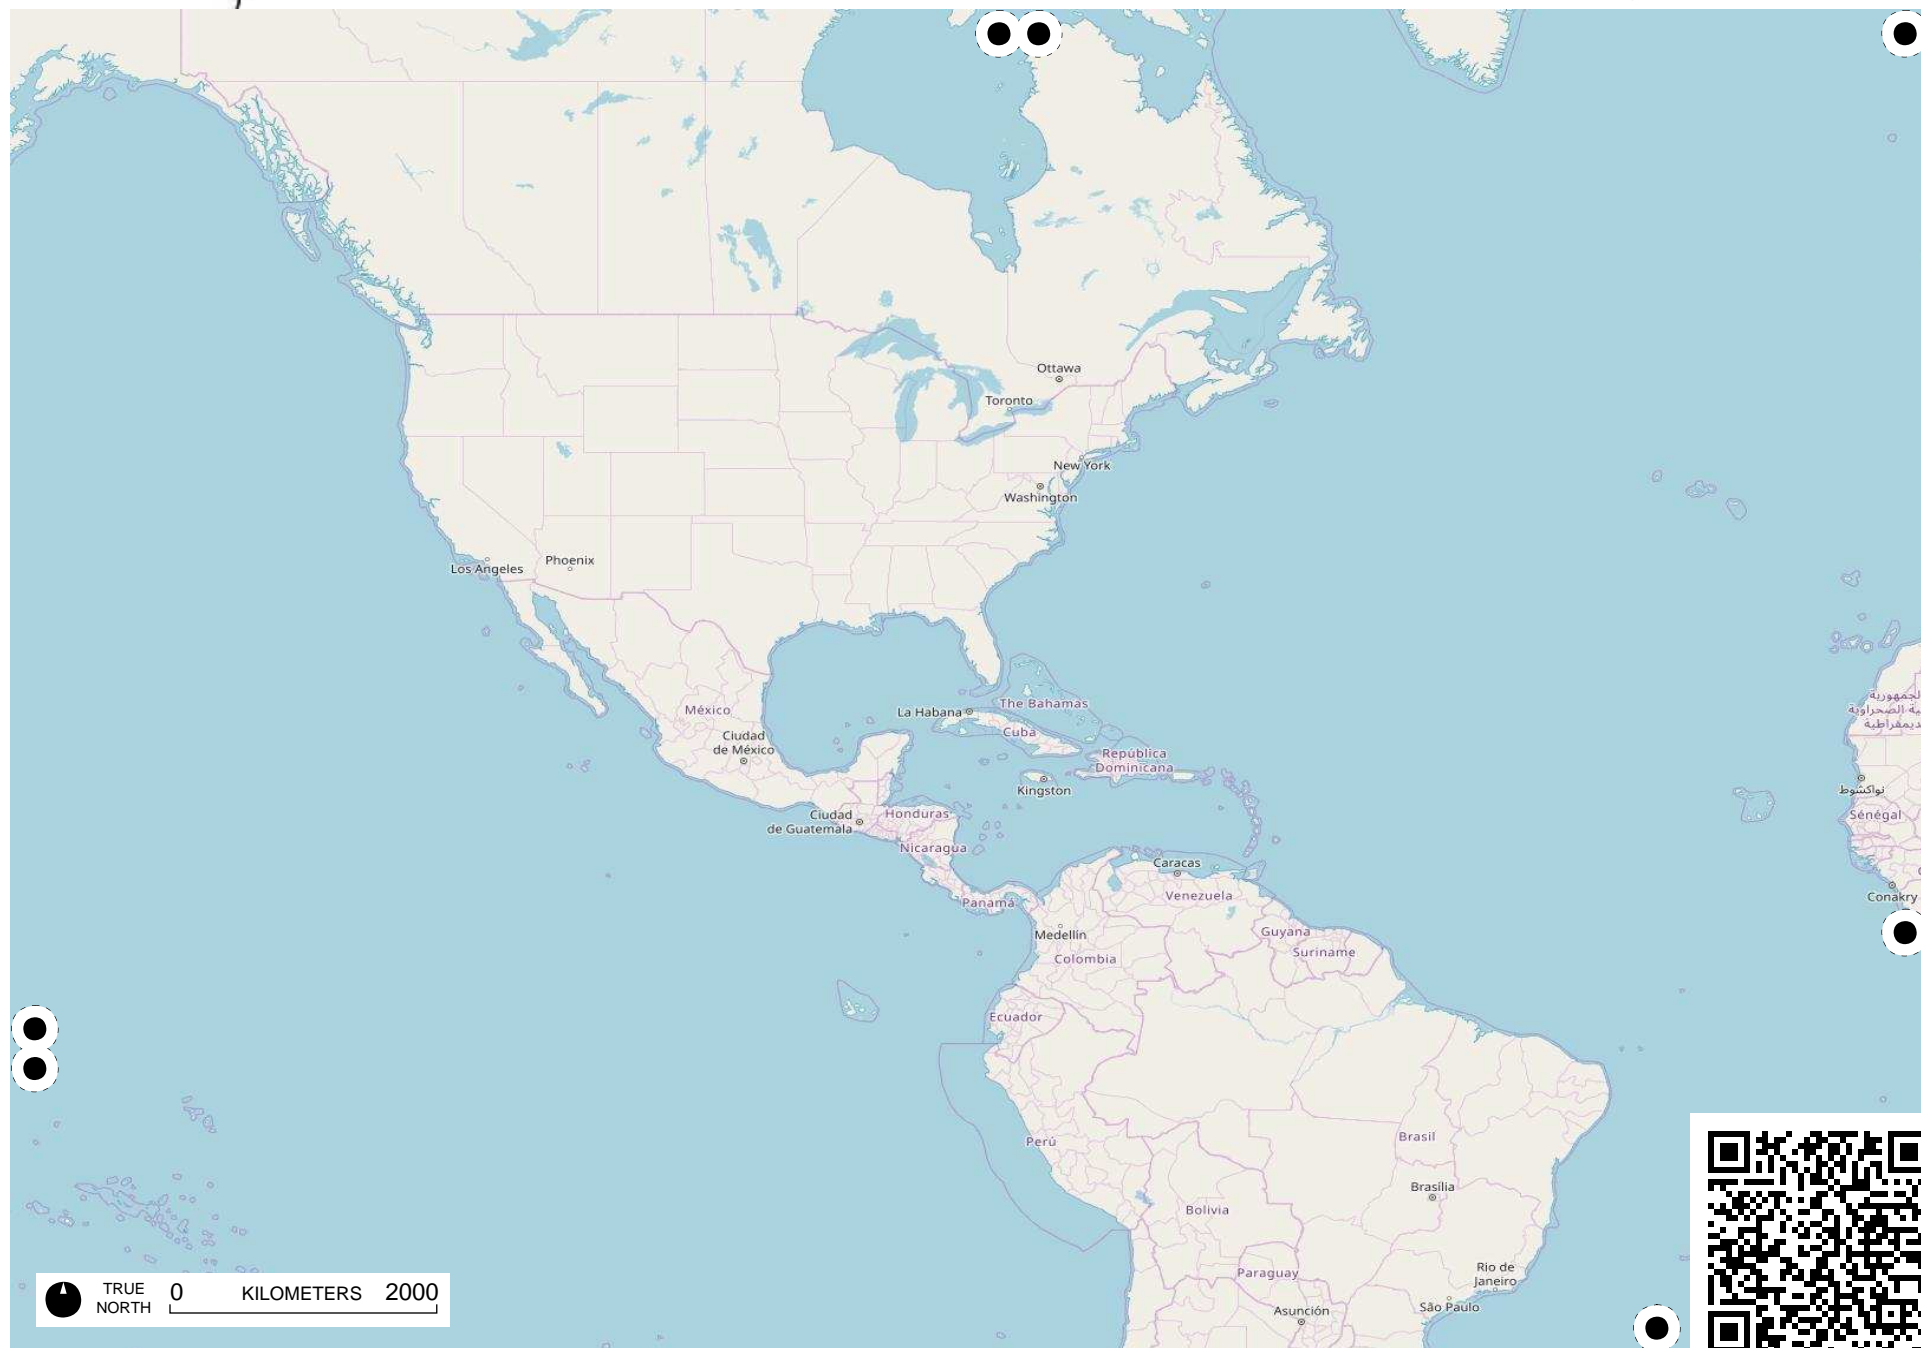 Ottawa
Toronto
New York
Washington
Los Angeles
Phoenix
México
Ciudad
de México
La Habana
The Bahamas
Cuba
República
Dominicana
Kingston
Ciudad
de Guatemala
Honduras
Nicaragua
Panamá
Caracas
Venezuela
Medellín
Colombia
Guyana
Suriname
نواكشوط
Sénégal
Conakry
Ecuador
Perú
Brasil
Brasília
Bolivia
Paraguay
Asunción
Rio de
Janeiro
São Paulo
TRUE
NORTH
0 KILOMETERS 2000